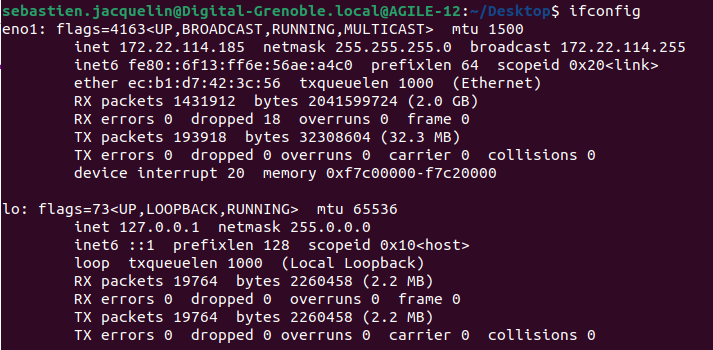 sebastien.jacquelin@Digital-Grenoble.local@AGILE-12:~/Desktop$ ifconfig
eno1: flags=4163<UP,BROADCAST,RUNNING,MULTICAST>  mtu 1500
        inet 172.22.114.185  netmask 255.255.255.0  broadcast 172.22.114.255
        inet6 fe80::6f13:ff6e:56ae:a4c0  prefixlen 64  scopeid 0x20<link>
        ether ec:b1:d7:42:3c:56  txqueuelen 1000  (Ethernet)
        RX packets 1431912  bytes 2041599724 (2.0 GB)
        RX errors 0  dropped 18  overruns 0  frame 0
        TX packets 193918  bytes 32308604 (32.3 MB)
        TX errors 0  dropped 0 overruns 0  carrier 0  collisions 0
        device interrupt 20  memory 0xf7c00000-f7c20000

lo: flags=73<UP,LOOPBACK,RUNNING>  mtu 65536
        inet 127.0.0.1  netmask 255.0.0.0
        inet6 ::1  prefixlen 128  scopeid 0x10<host>
        loop  txqueuelen 1000  (Local Loopback)
        RX packets 19764  bytes 2260458 (2.2 MB)
        RX errors 0  dropped 0  overruns 0  frame 0
        TX packets 19764  bytes 2260458 (2.2 MB)
        TX errors 0  dropped 0 overruns 0  carrier 0  collisions 0